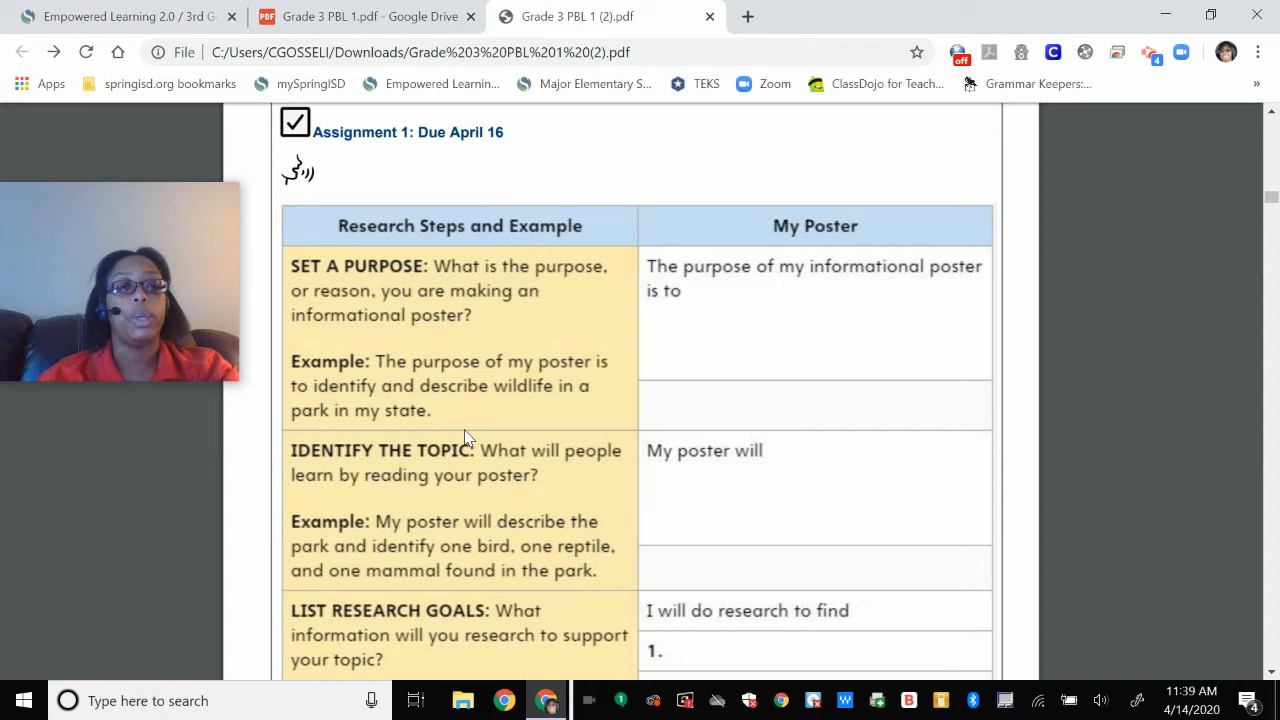 Empowered Learning 2.0 / 3rd G
PDF
Grade 3 PBL 1.pdf - Google Drive
Grade 3 PBL 1 (2).pdf
File
C:/Users/CGOSSELI/Downloads/Grade%203%20PBL%201%20(2).pdf
off
C
4
Apps
springisd.org bookmarks
mySpringISD
Empowered Learnin...
Major Elementary S...
TEKS
Zoom
ClassDojo for Teach...
Grammar Keepers:...
»
Assignment 1: Due April 16
Research Steps and Example
My Poster
SET A PURPOSE: What is the purpose,
or reason, you are making an
informational poster?
Example: The purpose of my poster is
to identify and describe wildlife in a
park in my state.
The purpose of my informational poster
is to
IDENTIFY THE TOPIC: What will people
learn by reading your poster?
Example: My poster will describe the
park and identify one bird, one reptile,
and one mammal found in the park.
My poster will
LIST RESEARCH GOALS: What
information will you research to support
your topic?
I will do research to find
1.
Type here to search
1
W
B
11:39 AM
4/14/2020
4